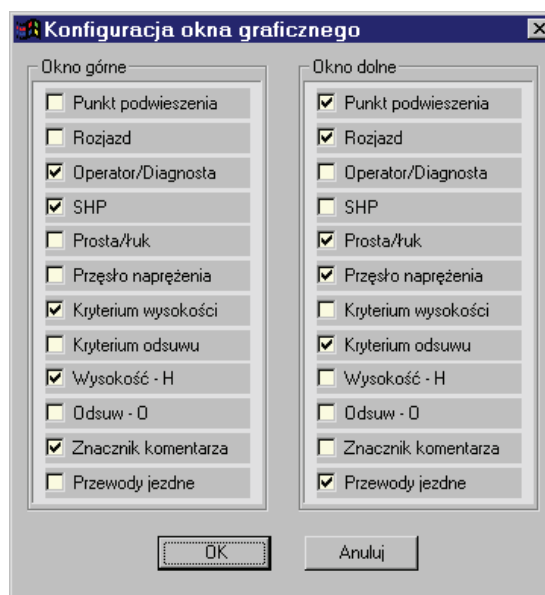 Konfiguracja okna graficznego
Okno górne
Punkt podwieszenia
Rozjazd
Operator/Diagnosta
SHP
Prosta/łuk
Przęsło naprężenia
Kryterium wysokości
Kryterium odsuwu
Wysokość - H
Odsuw - O
Znacznik komentarza
Przewody jezdne
Okno dolne
Punkt podwieszenia
Rozjazd
Operator/Diagnosta
SHP
Prosta/łuk
Przęsło naprężenia
Kryterium wysokości
Kryterium odsuwu
Wysokość - H
Odsuw - O
Znacznik komentarza
Przewody jezdne
OK
Anuluj